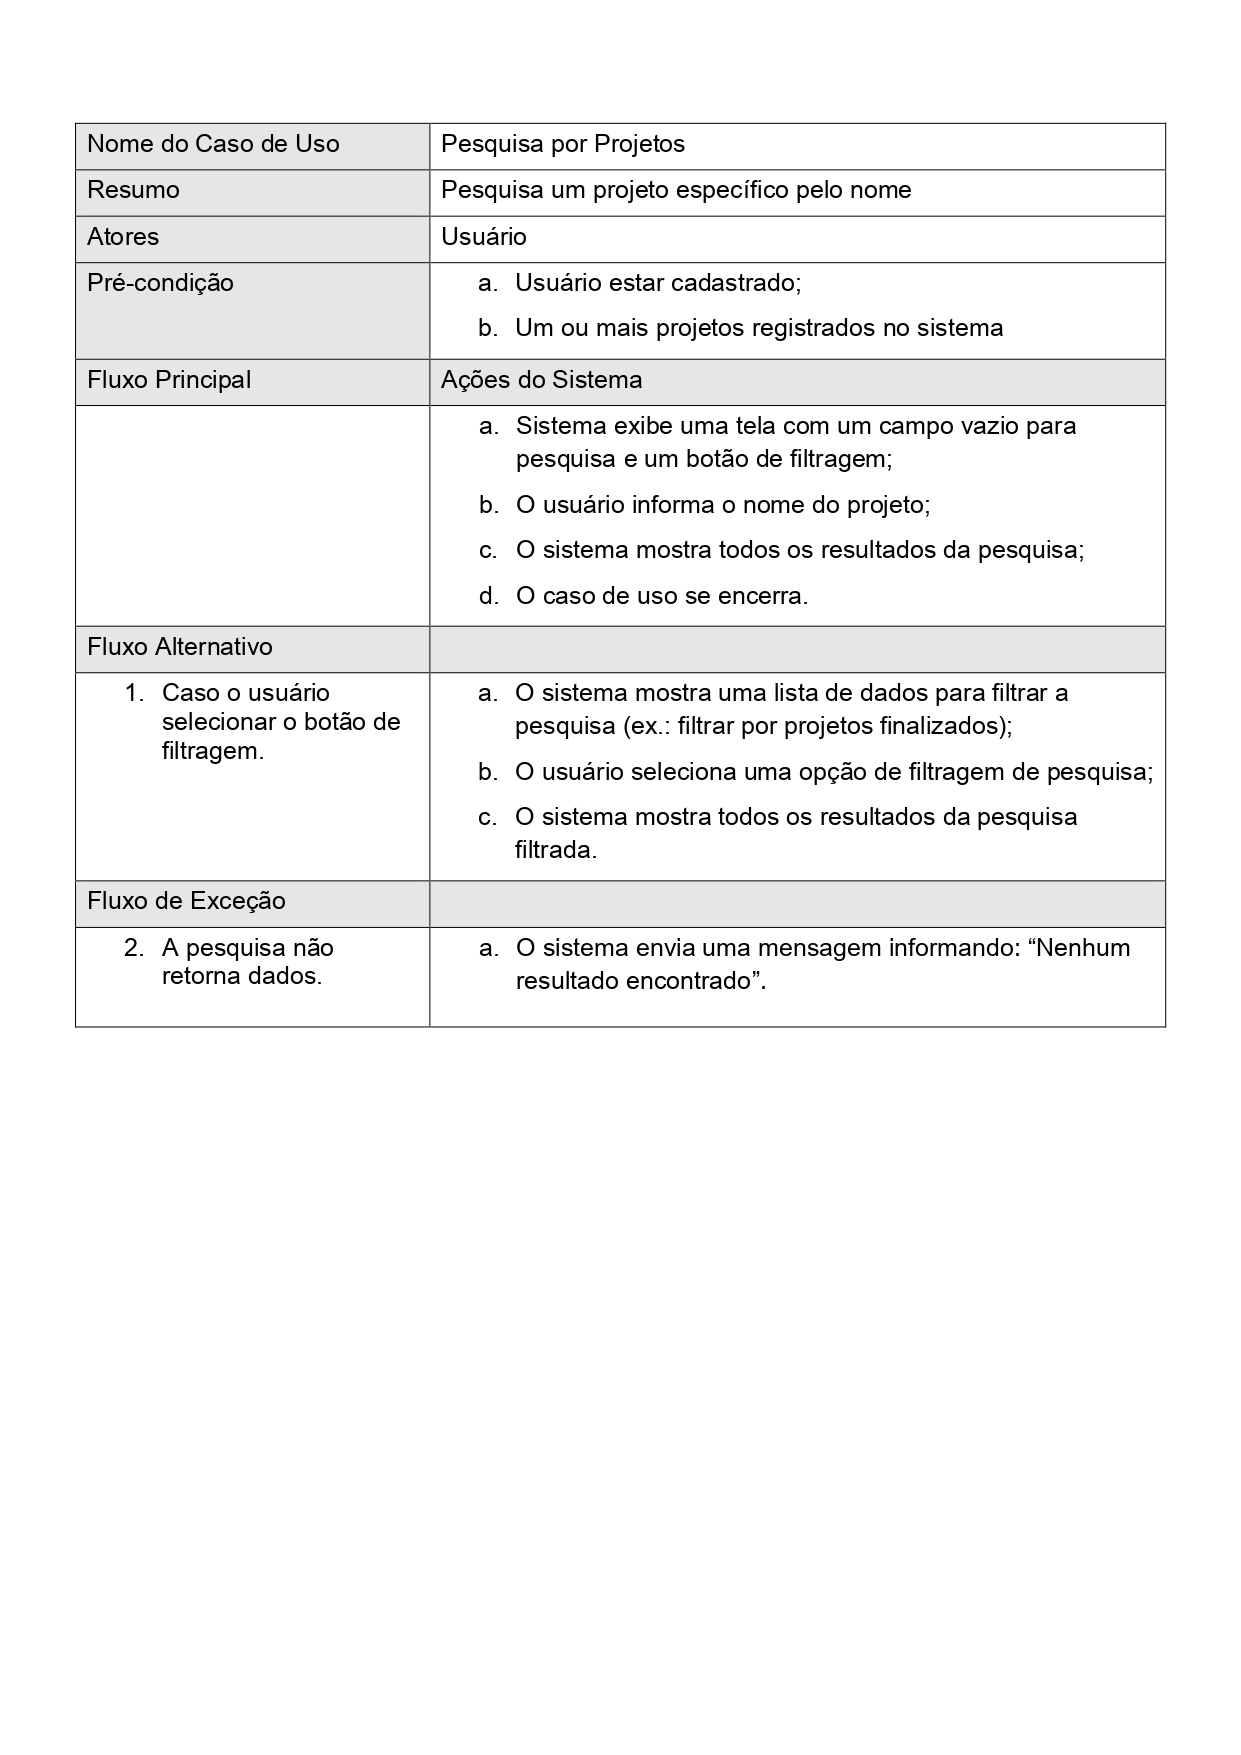 Nome do Caso de Uso
Pesquisa por Projetos
Resumo
Pesquisa um projeto específico pelo nome
Atores
Usuário
Pré-condição
a. Usuário estar cadastrado;
b. Um ou mais projetos registrados no sistema
Fluxo Principal
Ações do Sistema
a. Sistema exibe uma tela com um campo vazio para
pesquisa e um botão de filtragem;
b. O usuário informa o nome do projeto;
c. O sistema mostra todos os resultados da pesquisa;
d. O caso de uso se encerra.
Fluxo Alternativo
1. Caso o usuário
selecionar o botão de
filtragem.
a. O sistema mostra uma lista de dados para filtrar a
pesquisa (ex.: filtrar por projetos finalizados);
b. O usuário seleciona uma opção de filtragem de pesquisa;
c. O sistema mostra todos os resultados da pesquisa
filtrada.
Fluxo de Exceção
2. A pesquisa não
retorna dados.
a. O sistema envia uma mensagem informando: “Nenhum
resultado encontrado”.